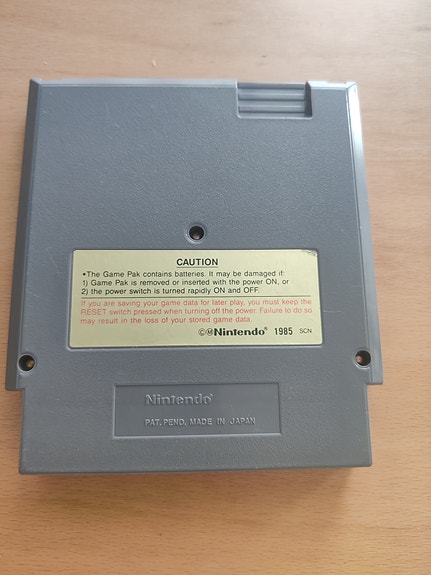 CAUTION
•The Game Pak contains batteries. It may be damaged if:
1) Game Pak is removed or inserted with the power ON, or
2) the power switch is turned rapidly ON and OFF.
If you are saving your game data for later play, you must keep the
RESET switch pressed when turning off the power. Failure to do so
may result in the loss of your stored game data.
©ⓂNintendo® 1985 SCN
Nintendo®
PAT. PEND. MADE IN JAPAN